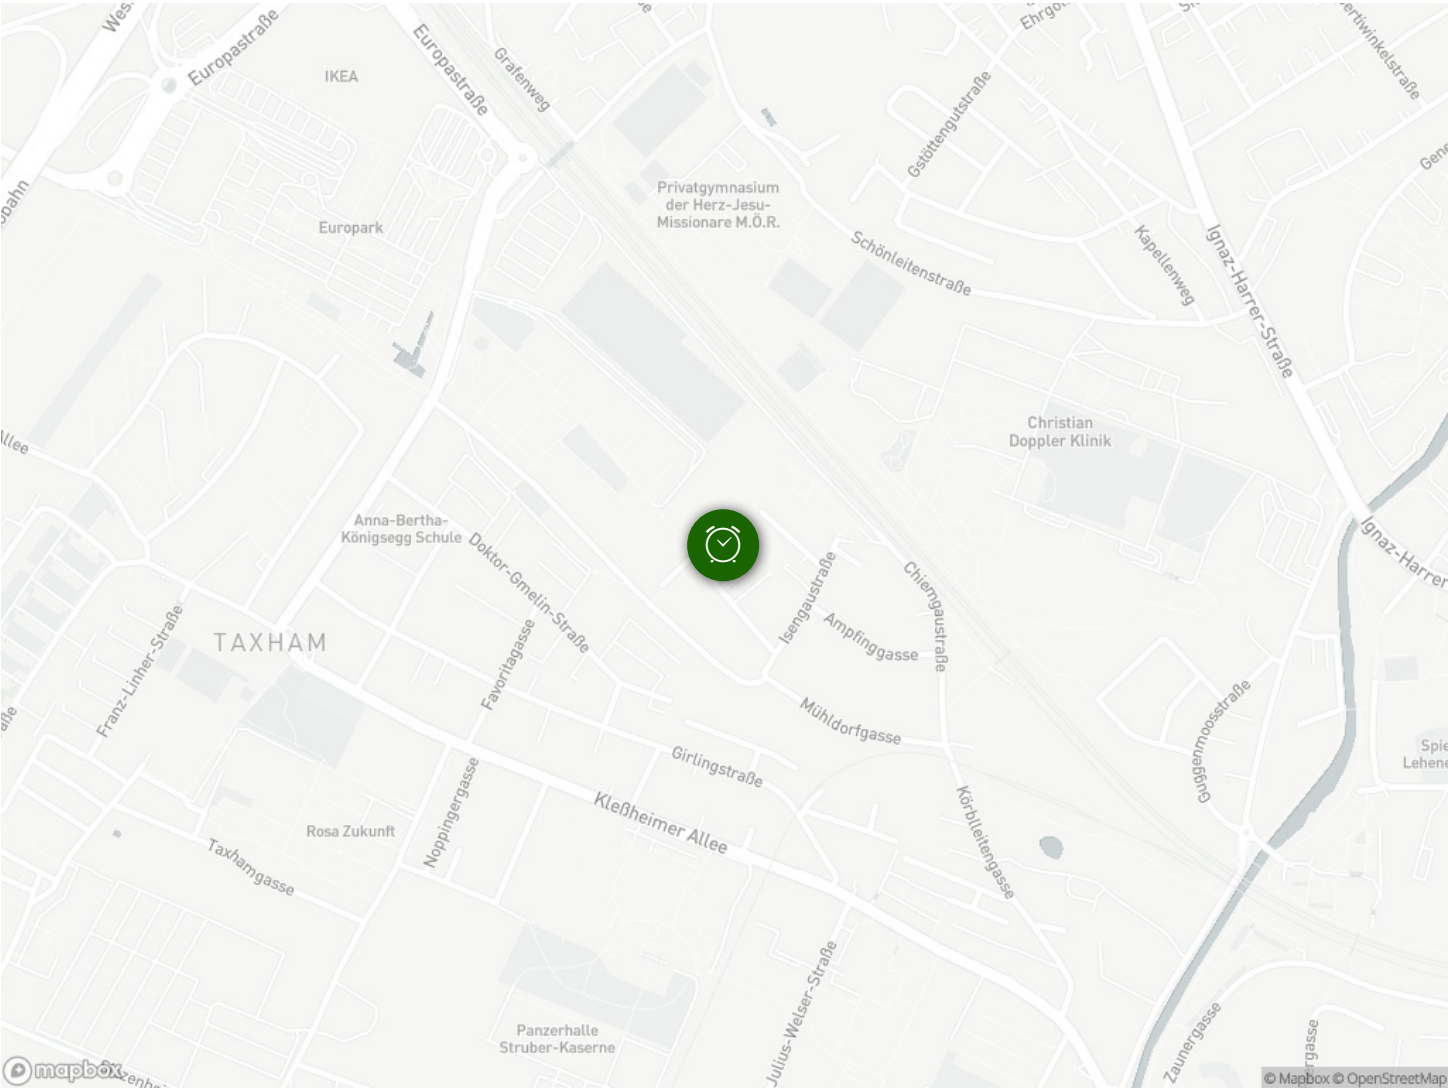 Europastraße
IKEA
Europastraße
Grafenweg
Gstöttengutstraße
Privatgymnasium
der Herz-Jesu-
Missionare M.Ö.R.
Europark
Schönleitenstraße
Kapellenweg
Ignaz-Harrer-Straße
Christian
Doppler Klinik
Allee
Anna-Bertha-
Königsegg Schule
Doktor-Gmelin-Straße
Ignaz-Harrer
Isengaustraße
Chiemgaustraße
Ampfinggasse
TAXHAM
Franz-Linher-Straße
Favoritagasse
Mühldorfgasse
Guggenmoosstraße
Girlingstraße
Noppingergasse
Kleßheimer Allee
Körblleitengasse
Rosa Zukunft
Taxhamgasse
Julius-Welser-Straße
Panzerhalle
Struber-Kaserne
Zaunergasse
mapbox
© Mapbox © OpenStreetMap